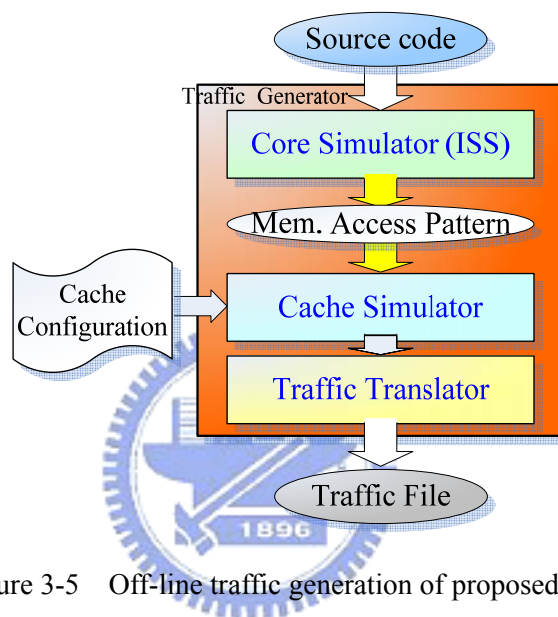 Source code
Traffic Generator
Core Simulator (ISS)
Mem. Access Pattern
Cache
Configuration
Cache Simulator
Traffic Translator
Traffic File
1896
ure 3-5 Off-line traffic generation of proposed